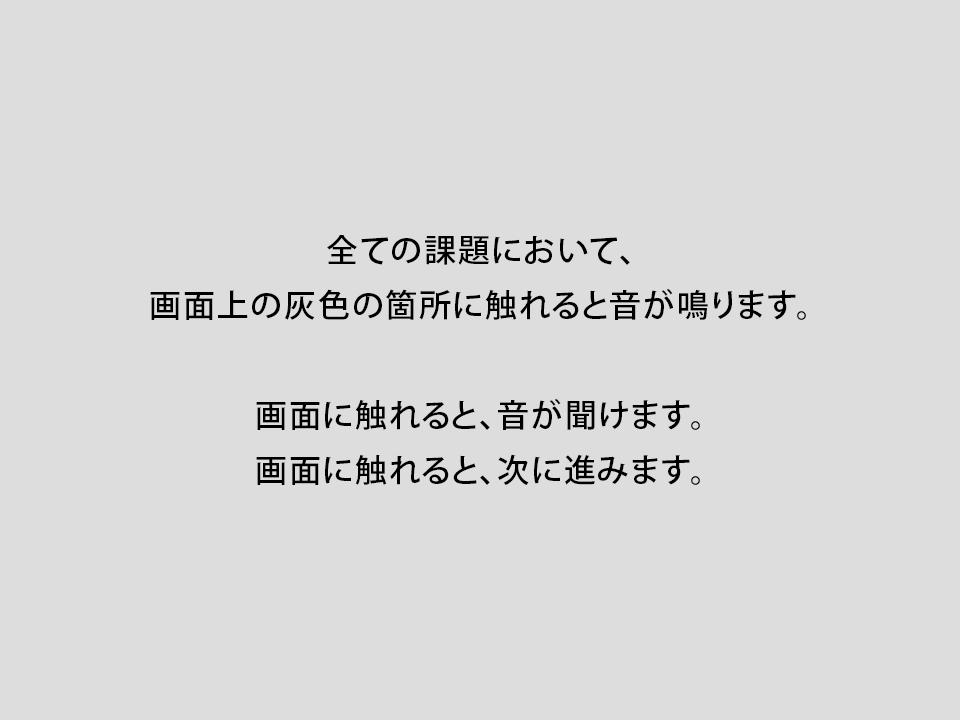 全ての課題において、
画面上の灰色の箇所に触れると音が鳴ります。
画面に触れると、音が聞けます。
画面に触れると、次に進みます。